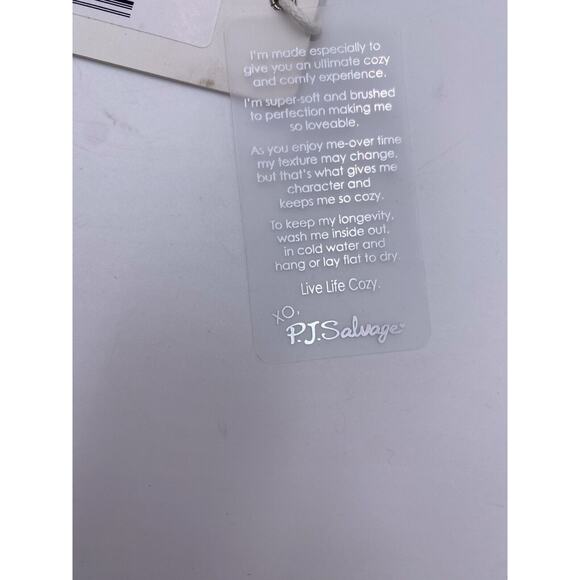 I'm made especially to
give you an ultimate cozy
and comfy experience.
I'm super-soft and brushed
to perfection making me
so loveable.
As you enjoy me-over time
my texture may change,
but that's what gives me
character and
keeps me so cozy.
To keep my longevity,
wash me inside out,
in cold water and
hang or lay flat to dry.
Live Life Cozy.
XO,
P.J.Salvage